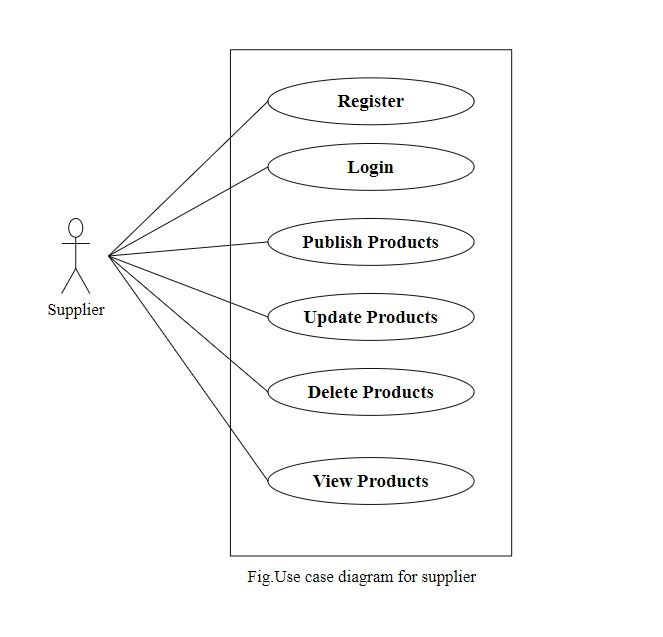 Register
Login
Publish Products
Update Products
Delete Products
View Products
Supplier
Fig.Use case diagram for supplier